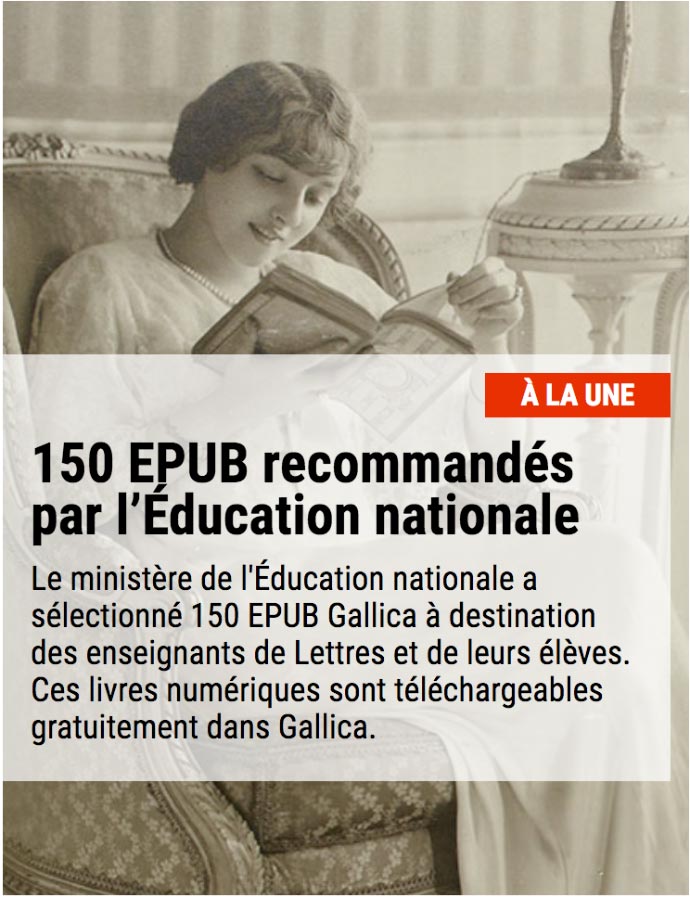 À LA UNE
150 EPUB recommandés
par l’Éducation nationale
Le ministère de l'Éducation nationale a
sélectionné 150 EPUB Gallica à destination
des enseignants de Lettres et de leurs élèves.
Ces livres numériques sont téléchargeables
gratuitement dans Gallica.